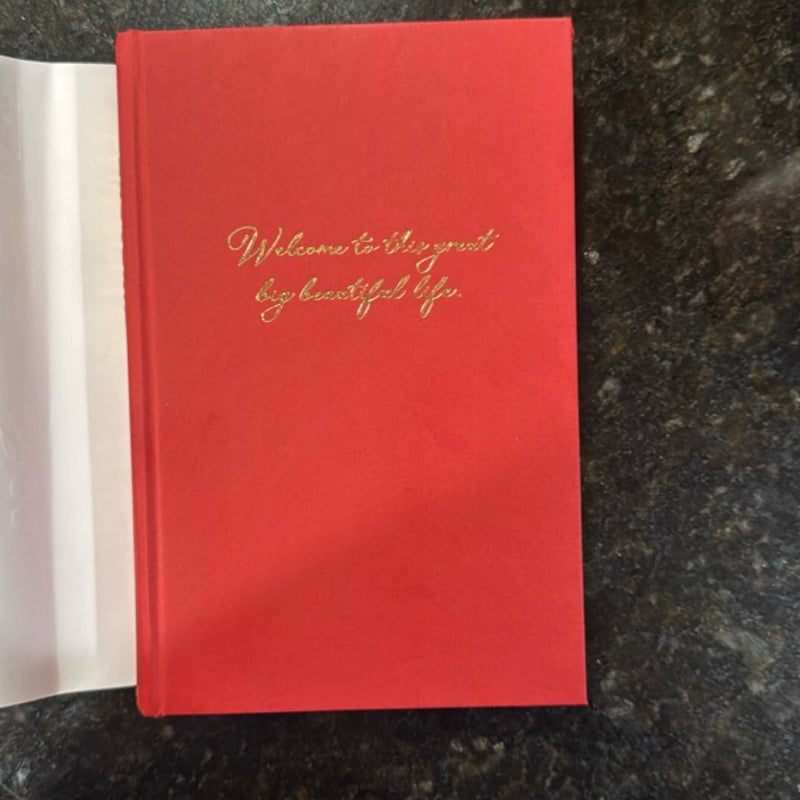 Welcome to this great
big beautiful life.